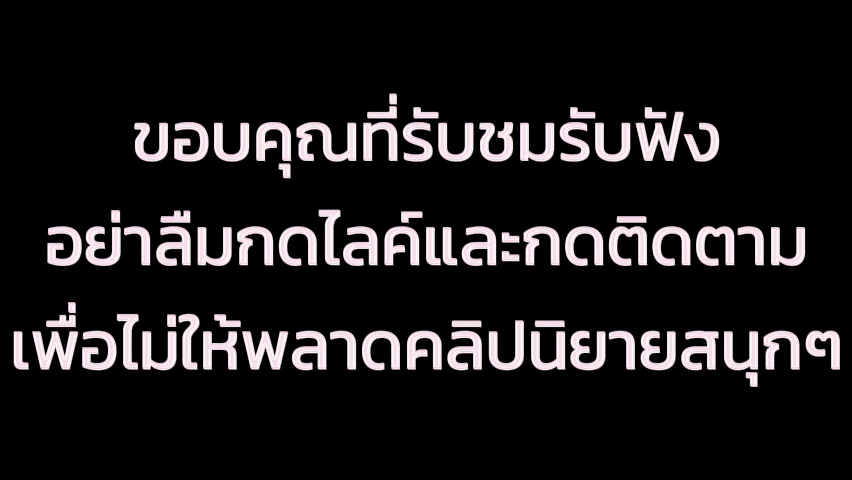 ขอบคุณที่รับชมรับฟัง
อย่าลืมกดไลค์และกดติดตาม
เพื่อไม่ให้พลาดคลิปนิยายสนุกๆ